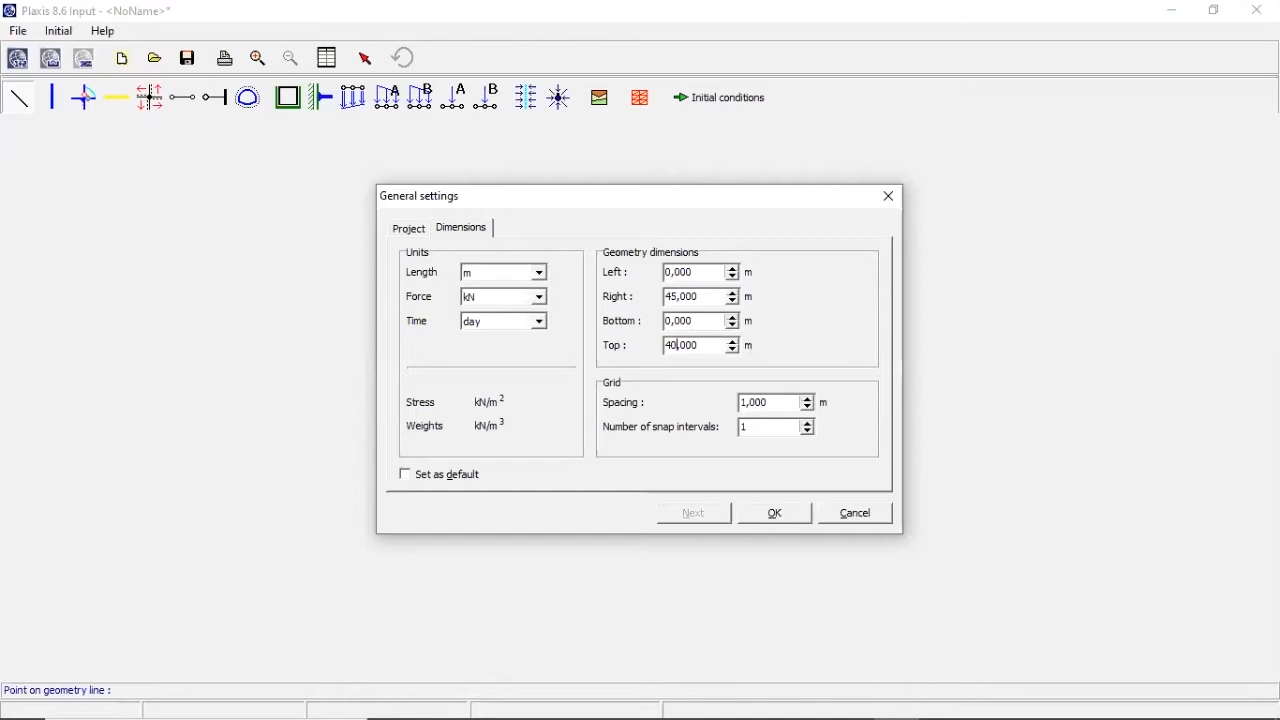 Plaxis 8.6 Input - <NoName>*
File Initial Help
A B A B Initial conditions
General settings
Project Dimensions
Units
Length m
Force kN
Time day
Stress kN/m 2
Weights kN/m 3
Set as default
Geometry dimensions
Left : 0,000 m
Right : 45,000 m
Bottom : 0,000 m
Top : 40,000 m
Grid
Spacing : 1,000 m
Number of snap intervals: 1
Next OK Cancel
Point on geometry line :